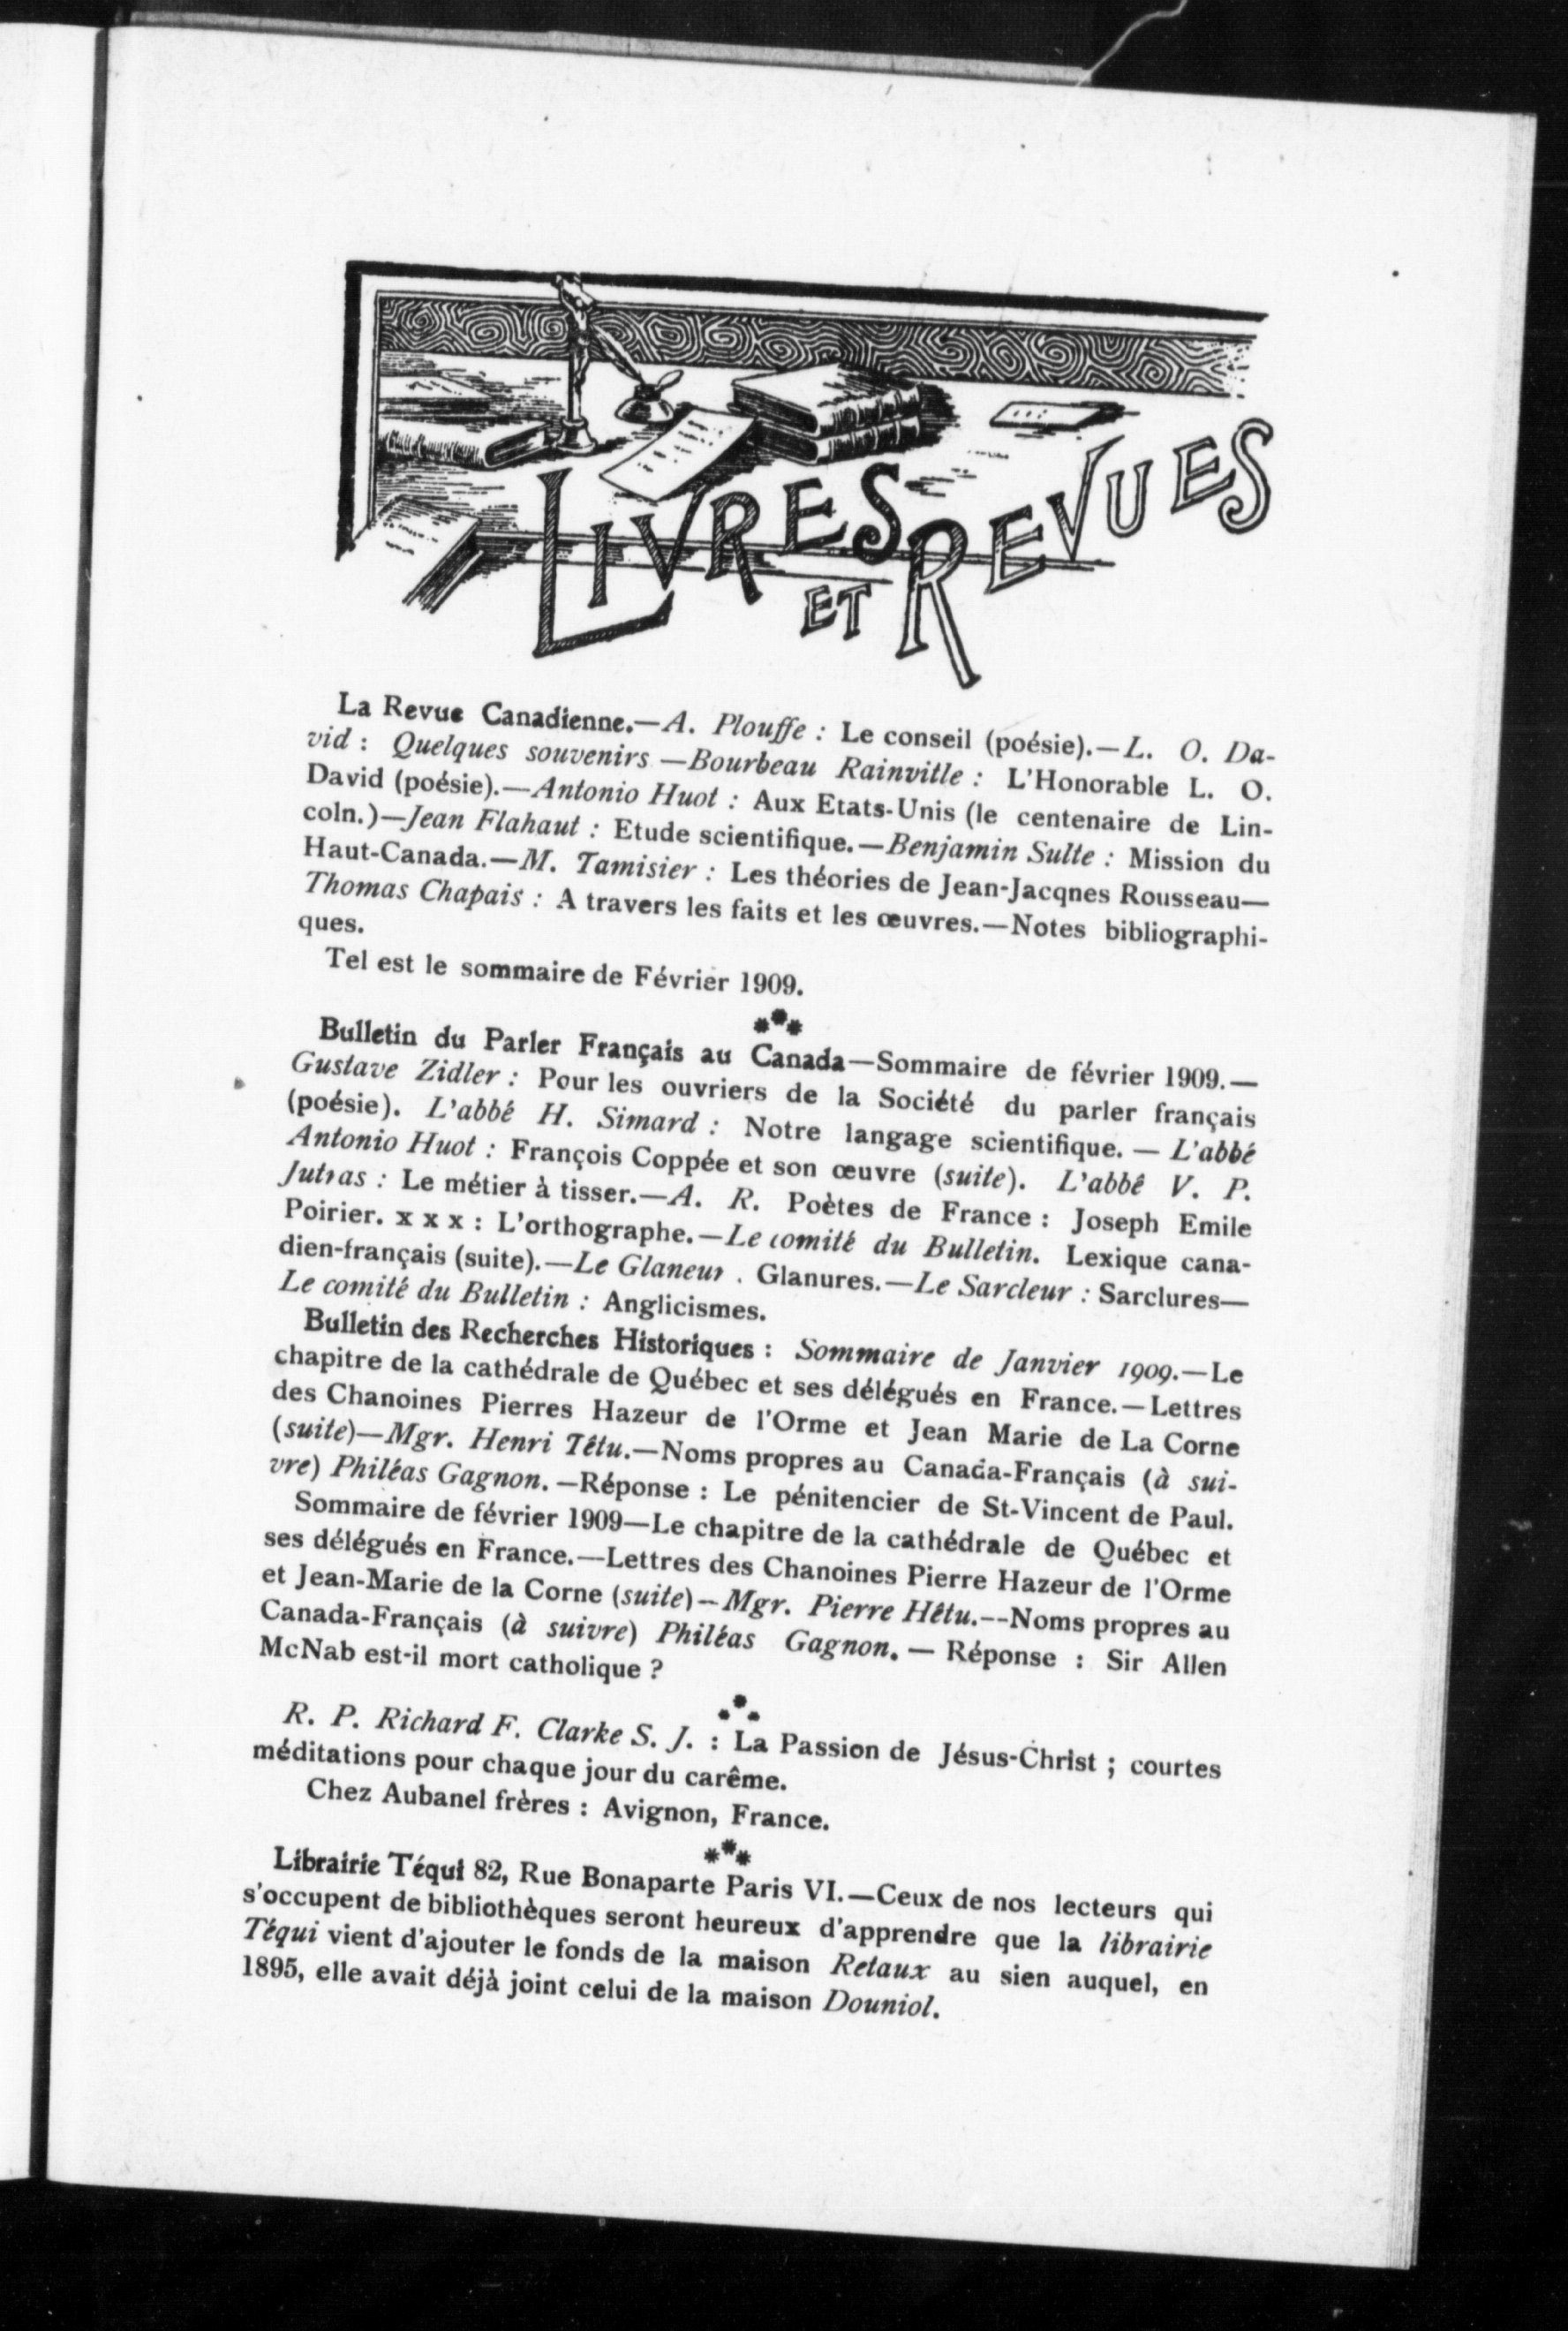 LIVRES
ET REVUES
La Revue Canadienne.—A. Plouffe : Le conseil (poésie).—L. O. Da-
vid : Quelques souvenirs —Bourbeau Rainville : L'Honorable L. O.
David (poésie).—Antonio Huot : Aux Etats-Unis (le centenaire de Lin-
coln.)—Jean Flahaut : Etude scientifique.—Benjamin Sulte : Mission du
Haut-Canada.—M. Tamisier : Les théories de Jean-Jacqnes Rousseau—
Thomas Chapais : A travers les faits et les œuvres.—Notes bibliographi-
ques.
Tel est le sommaire de Février 1909.
***
Bulletin du Parler Français au Canada—Sommaire de février 1909.—
Gustave Zidler : Pour les ouvriers de la Société du parler français
(poésie). L'abbé H. Simard : Notre langage scientifique. — L'abbé
Antonio Huot : François Coppée et son œuvre (suite). L'abbé V. P.
Jutras : Le métier à tisser.—A. R. Poètes de France : Joseph Emile
Poirier. x x x : L'orthographe.—Le comité du Bulletin. Lexique cana-
dien-français (suite).—Le Glaneur . Glanures.—Le Sarcleur : Sarclures—
Le comité du Bulletin : Anglicismes.
Bulletin des Recherches Historiques : Sommaire de Janvier 1909.—Le
chapitre de la cathédrale de Québec et ses délégués en France.—Lettres
des Chanoines Pierres Hazeur de l'Orme et Jean Marie de La Corne
(suite)—Mgr. Henri Têtu.—Noms propres au Canada-Français (à sui-
vre) Philéas Gagnon. —Réponse : Le pénitencier de St-Vincent de Paul.
Sommaire de février 1909—Le chapitre de la cathédrale de Québec et
ses délégués en France.—Lettres des Chanoines Pierre Hazeur de l'Orme
et Jean-Marie de la Corne (suite)—Mgr. Pierre Hêtu.--Noms propres au
Canada-Français (à suivre) Philéas Gagnon. — Réponse : Sir Allen
McNab est-il mort catholique ?
***
R. P. Richard F. Clarke S. J. : La Passion de Jésus-Christ ; courtes
méditations pour chaque jour du carême.
Chez Aubanel frères : Avignon, France.
***
Librairie Téqui 82, Rue Bonaparte Paris VI.—Ceux de nos lecteurs qui
s'occupent de bibliothèques seront heureux d'apprendre que la librairie
Téqui vient d'ajouter le fonds de la maison Retaux au sien auquel, en
1895, elle avait déjà joint celui de la maison Douniol.